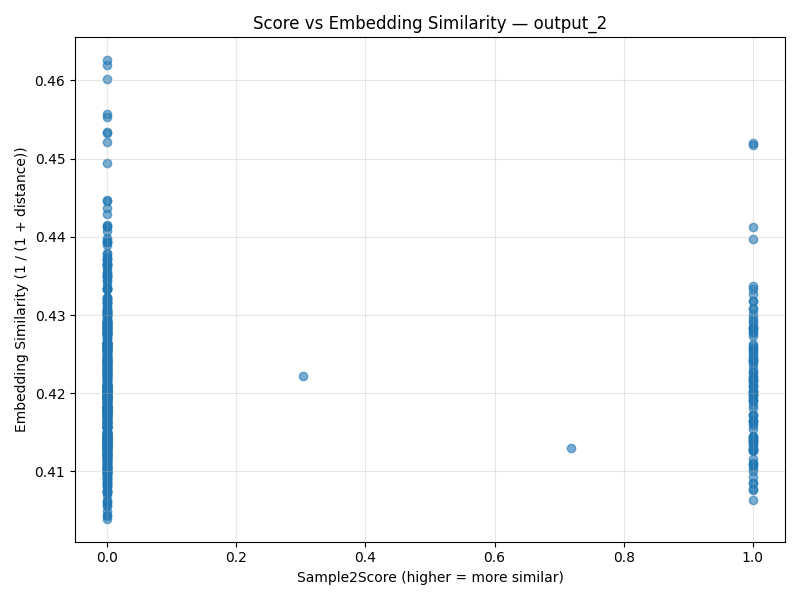 Score vs Embedding Similarity — output_2
Embedding Similarity (1 / (1 + distance))
0.46
0.45
0.44
0.43
0.42
0.41
0.0 0.2 0.4 0.6 0.8 1.0
Sample2Score (higher = more similar)